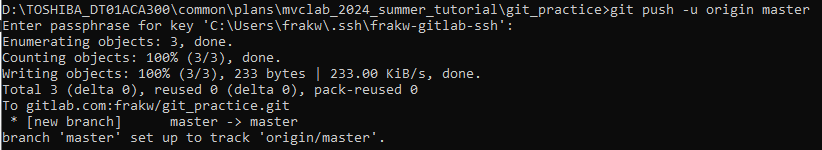 D:\TOSHIBA_DT01ACA300\common\plans\mvclab_2024_summer_tutorial\git_practice>git push -u origin master
Enter passphrase for key 'C:\Users\frakw\.ssh\frakw-gitlab-ssh':
Enumerating objects: 3, done.
Counting objects: 100% (3/3), done.
Writing objects: 100% (3/3), 233 bytes | 233.00 KiB/s, done.
Total 3 (delta 0), reused 0 (delta 0), pack-reused 0
To gitlab.com:frakw/git_practice.git
 * [new branch]      master -> master
branch 'master' set up to track 'origin/master'.